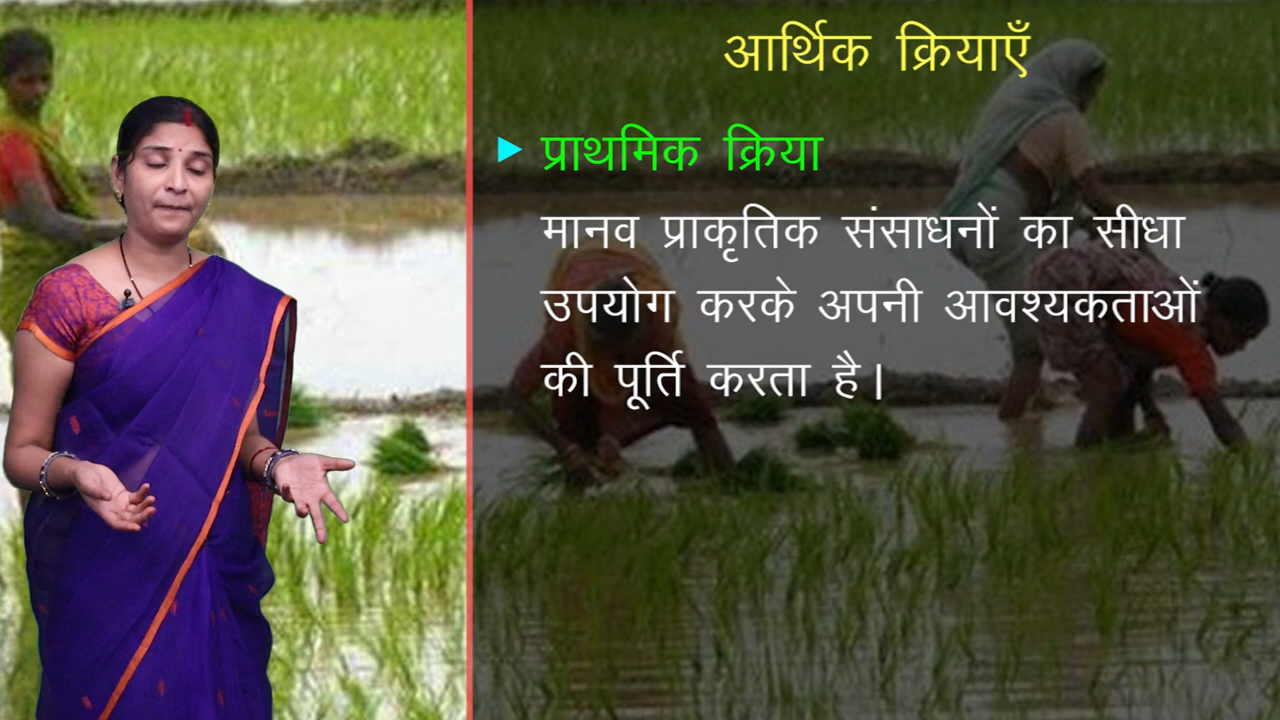 आर्थिक क्रियाएँ
प्राथमिक क्रिया
मानव प्राकृतिक संसाधनों का सीधा
उपयोग करके अपनी आवश्यकताओं
की पूर्ति करता है।